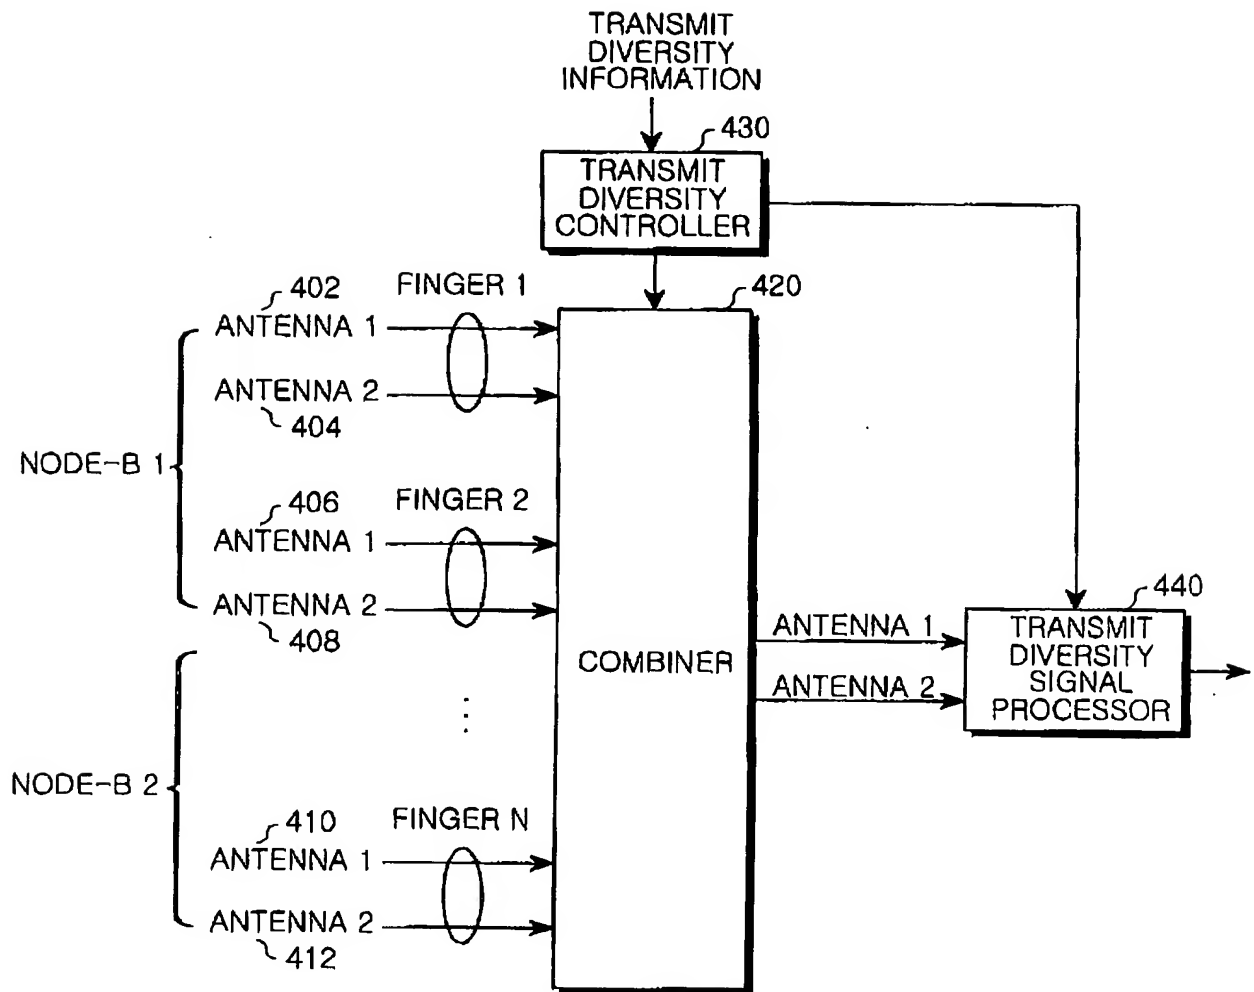 TRANSMIT
DIVERSITY
INFORMATION
430
TRANSMIT
DIVERSITY
CONTROLLER
402
FINGER 1
420
ANTENNA 1
ANTENNA 2
404
NODE-B 1
406
FINGER 2
ANTENNA 1
ANTENNA 2
408
COMBINER
ANTENNA 1
ANTENNA 2
440
TRANSMIT
DIVERSITY
SIGNAL
PROCESSOR
NODE-B 2
410
FINGER N
ANTENNA 1
ANTENNA 2
412